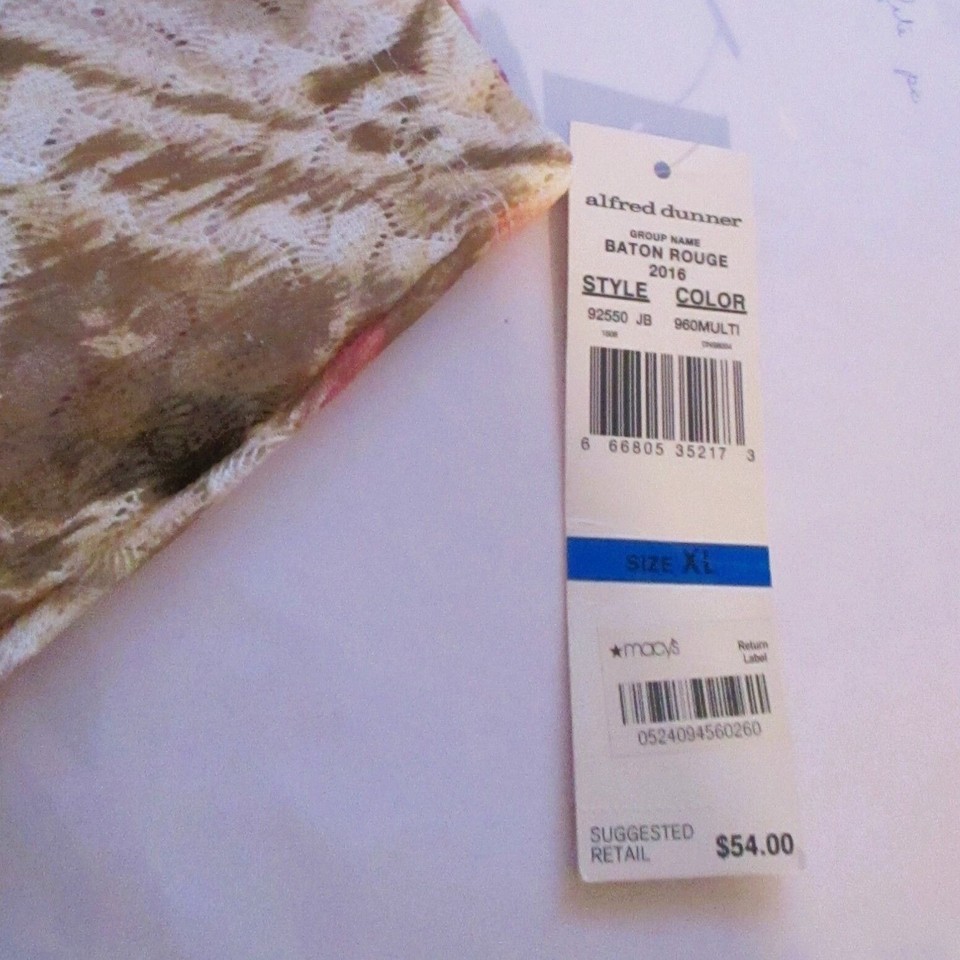 alfred dunner
GROUP NAME
BATON ROUGE
2016
STYLE COLOR
92550 JB 960MULTI
6 66805 35217 3
SIZE XL
★macy's Return
Label
0524094560260
SUGGESTED
RETAIL $54.00